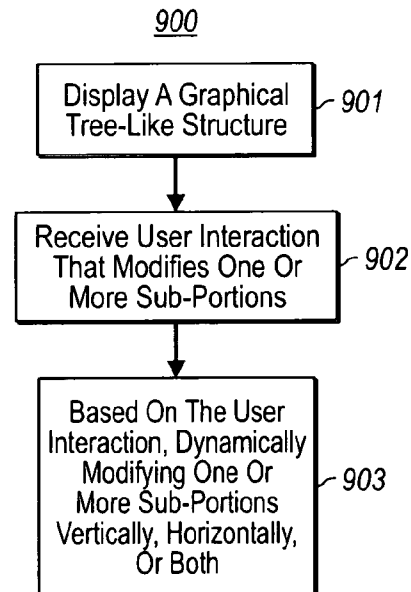 900
Display A Graphical
Tree-Like Structure
901
Receive User Interaction
That Modifies One Or
More Sub-Portions
902
Based On The User
Interaction, Dynamically
Modifying One Or
More Sub-Portions
Vertically, Horizontally,
Or Both
903